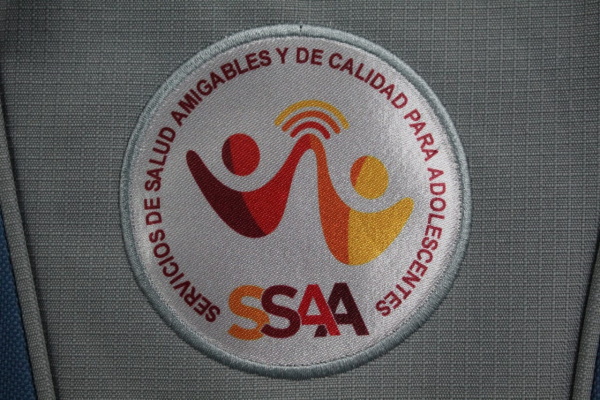 SERVICIOS DE SALUD AMIGABLES Y DE CALIDAD PARA ADOLESCENTES
SSAA